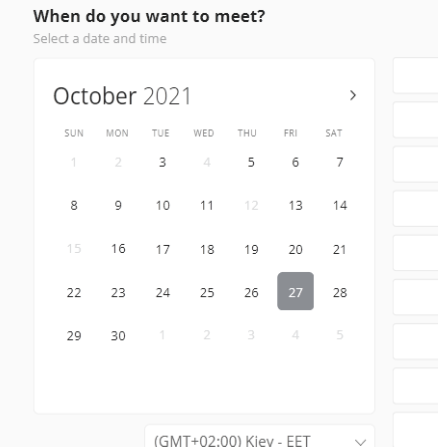 When do you want to meet?
Select a date and time
October 2021
SUN MON TUE WED THU FRI SAT
1 2 3 4 5 6 7
8 9 10 11 12 13 14
15 16 17 18 19 20 21
22 23 24 25 26 27 28
29 30 1 2 3 4 5
(GMT+02:00) Kiev - EET